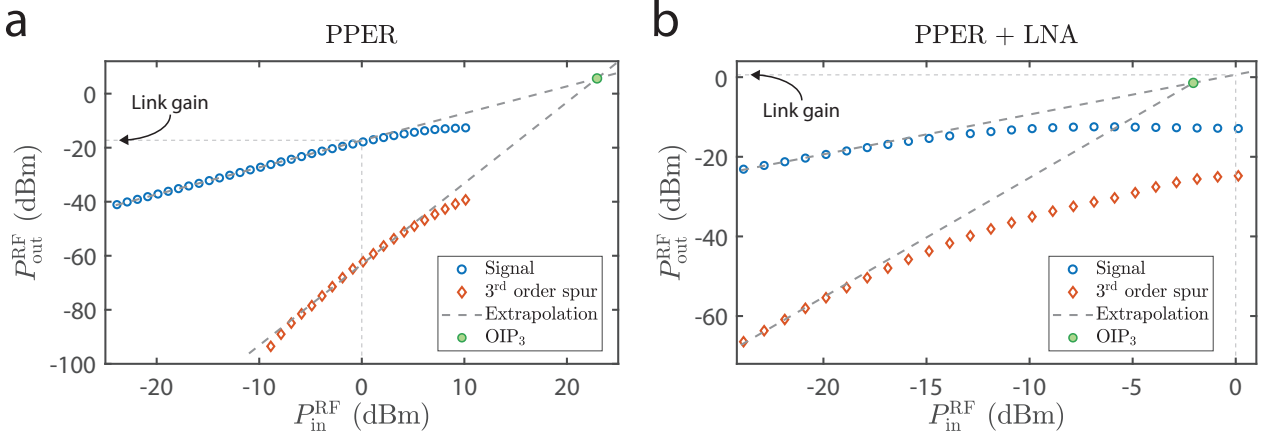 a
PPER
Link gain
0
-20
-40
-60
-80
-100
P_out^RF (dBm)
Signal
3rd order spur
Extrapolation
OIP3
-20
-10
0
10
20
P_in^RF (dBm)
b
PPER + LNA
Link gain
0
-20
-40
-60
P_out^RF (dBm)
Signal
3rd order spur
Extrapolation
OIP3
-20
-15
-10
-5
0
P_in^RF (dBm)